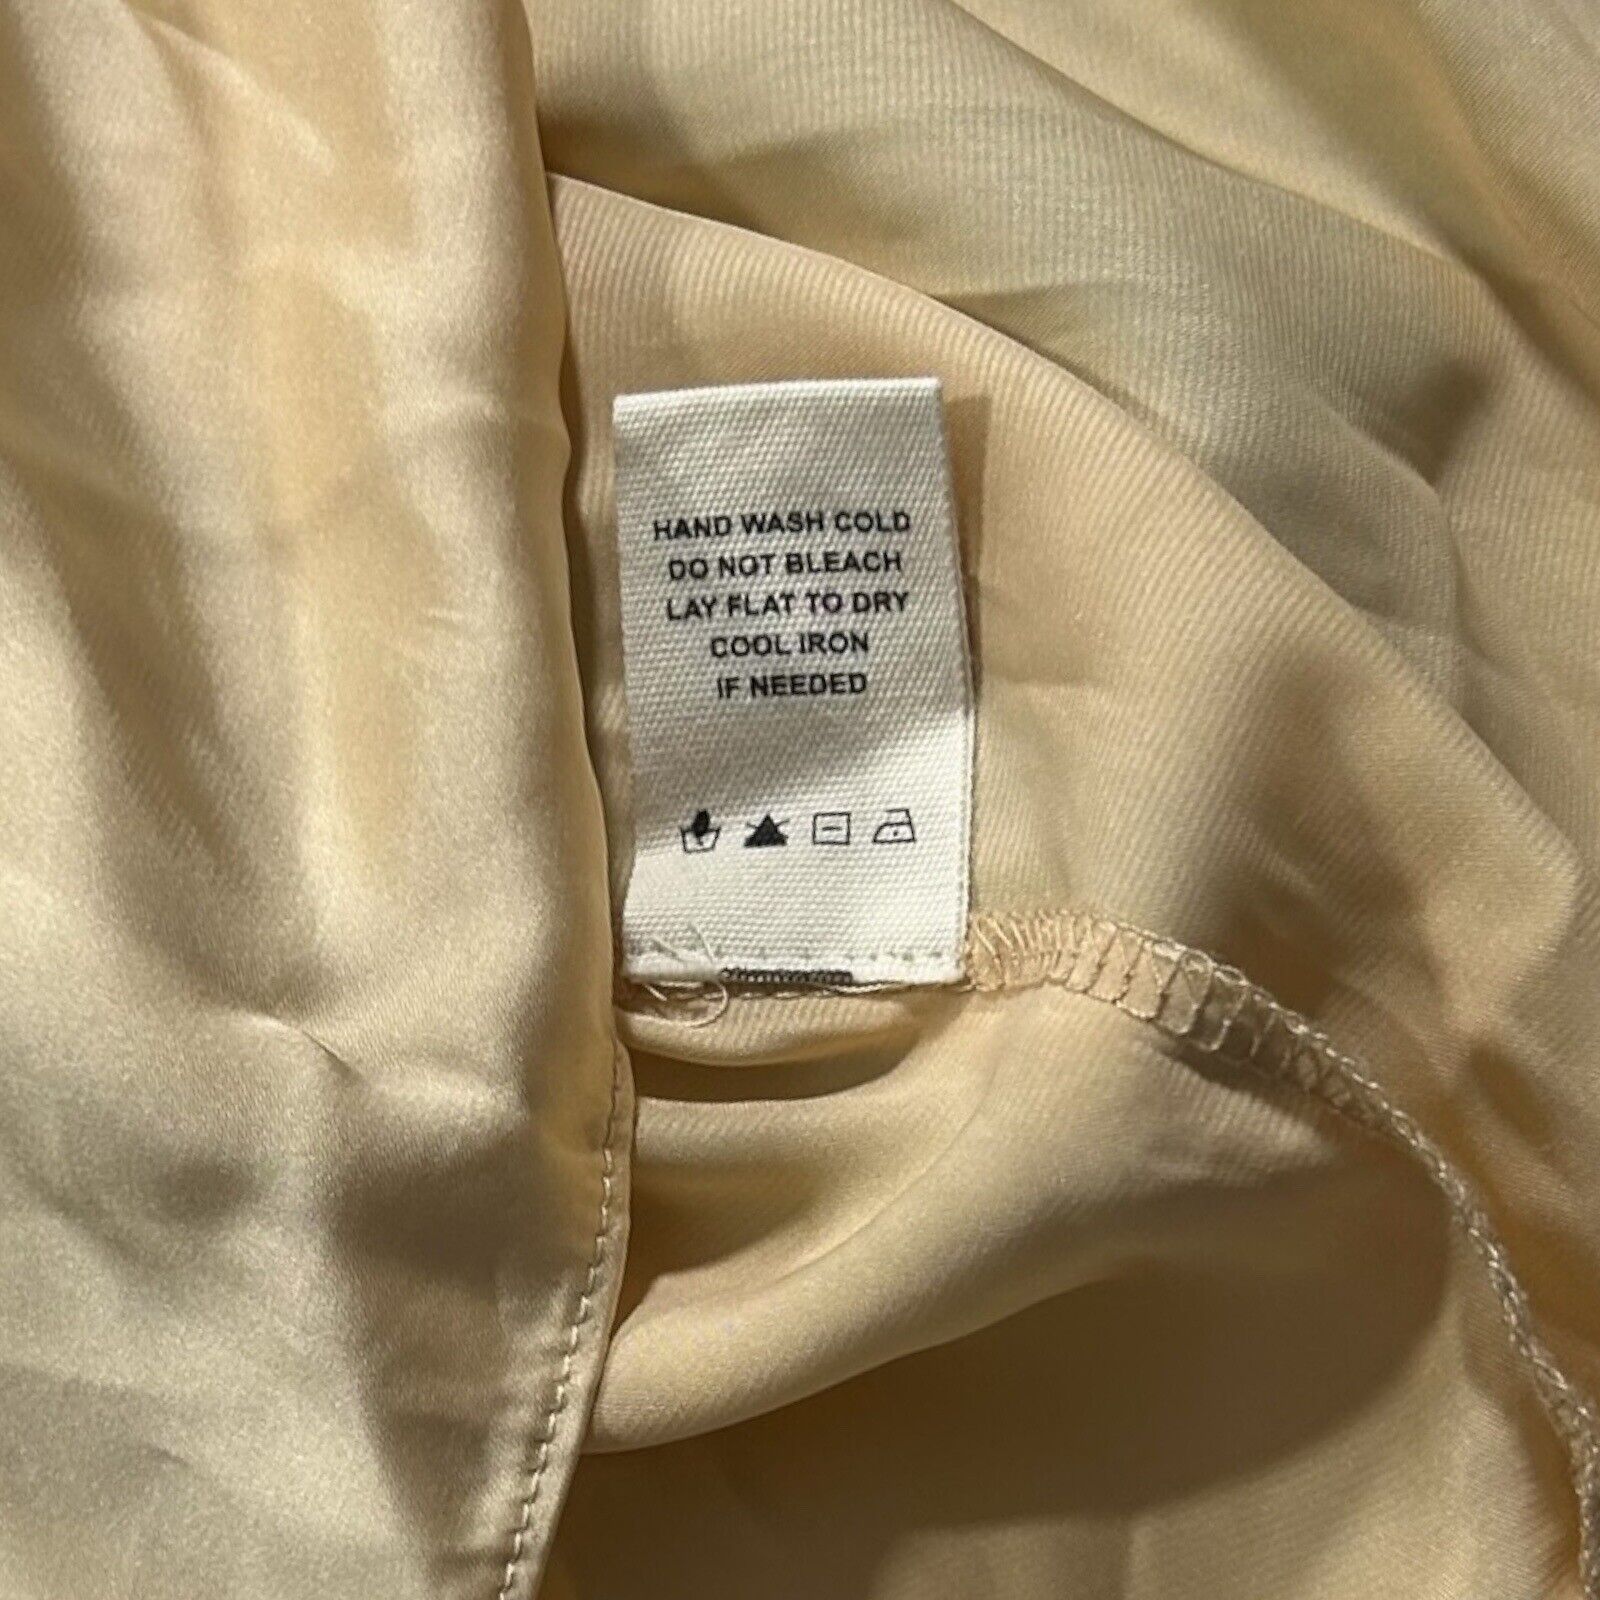 HAND WASH COLD
DO NOT BLEACH
LAY FLAT TO DRY
COOL IRON
IF NEEDED